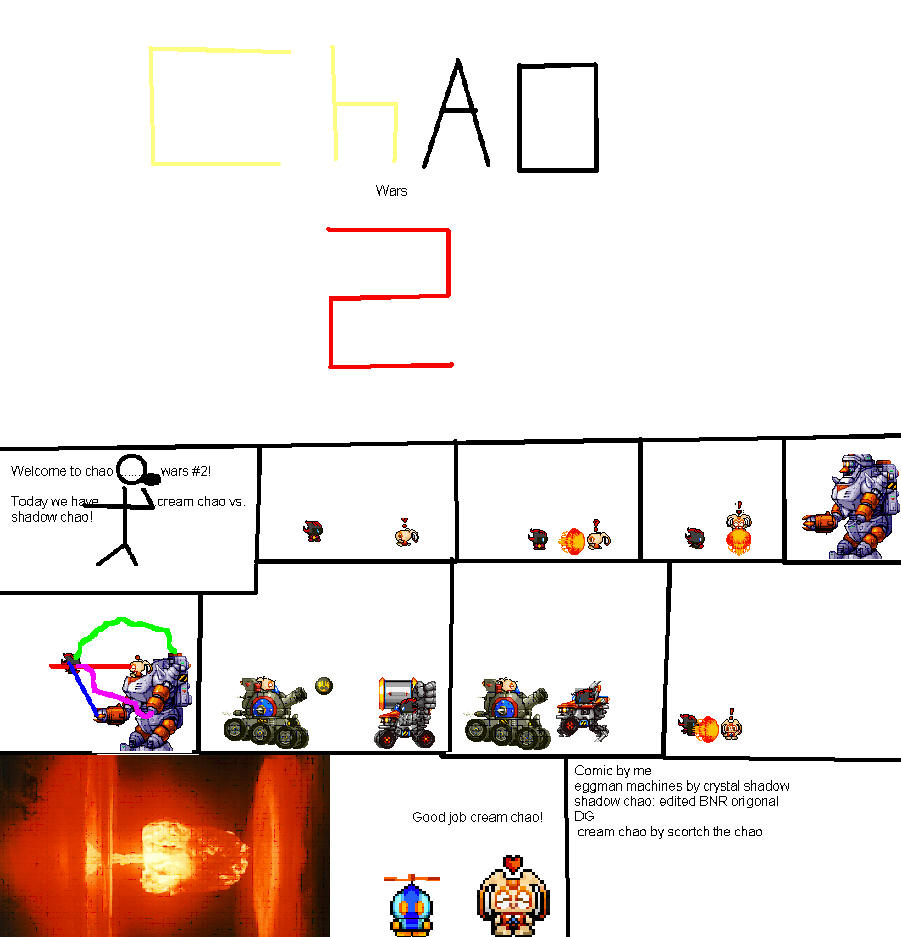 ChAO
Wars
2
Welcome to chao ........ wars #2!
Today we have cream chao vs.
shadow chao!
Good job cream chao!
Comic by me
eggman machines by crystal shadow
shadow chao: edited BNR origonal
DG
cream chao by scortch the chao